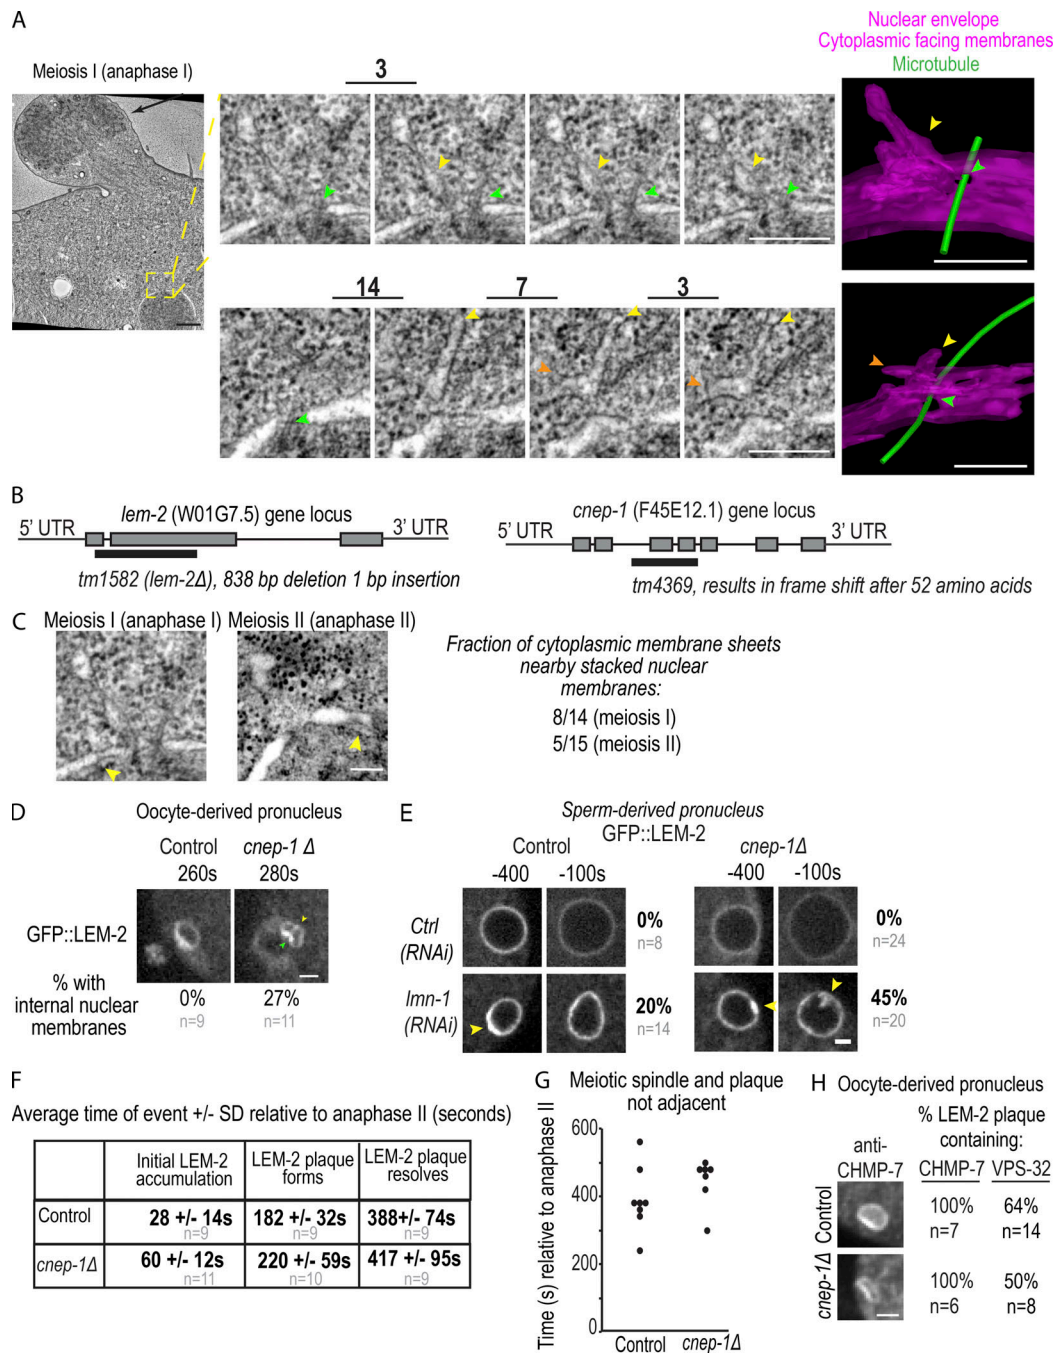 A
Nuclear envelope
Cytoplasmic facing membranes
Microtubule
Meiosis I (anaphase I)
3
14 7 3
B
lem-2 (W01G7.5) gene locus
5' UTR 3' UTR
tm1582 (lem-2Δ), 838 bp deletion 1 bp insertion
cnep-1 (F45E12.1) gene locus
5' UTR 3' UTR
tm4369, results in frame shift after 52 amino acids
C
Meiosis I (anaphase I) Meiosis II (anaphase II)
Fraction of cytoplasmic membrane sheets
nearby stacked nuclear
membranes:
8/14 (meiosis I)
5/15 (meiosis II)
D Oocyte-derived pronucleus
Control cnep-1 Δ
260s 280s
GFP::LEM-2
% with
internal nuclear
membranes
0% 27%
n=9 n=11
E Sperm-derived pronucleus
GFP::LEM-2
Control cnep-1Δ
-400 -100s -400 -100s
Ctrl
(RNAi)
0% 0%
n=8 n=24
lmn-1
(RNAi)
20% 45%
n=14 n=20
F
Average time of event +/- SD relative to anaphase II (seconds)
Initial LEM-2 accumulation LEM-2 plaque forms LEM-2 plaque resolves
Control 28 +/- 14s 182 +/- 32s 388+/- 74s
n=9 n=9 n=9
cnep-1Δ 60 +/- 12s 220 +/- 59s 417 +/- 95s
n=11 n=10 n=9
G Meiotic spindle and plaque
not adjacent
Time (s) relative to anaphase II
600
400
200
0
Control cnep-1Δ
H Oocyte-derived pronucleus
% LEM-2 plaque
containing:
anti-
CHMP-7 CHMP-7 VPS-32
Control
100% 64%
n=7 n=14
cnep-1Δ
100% 50%
n=6 n=8